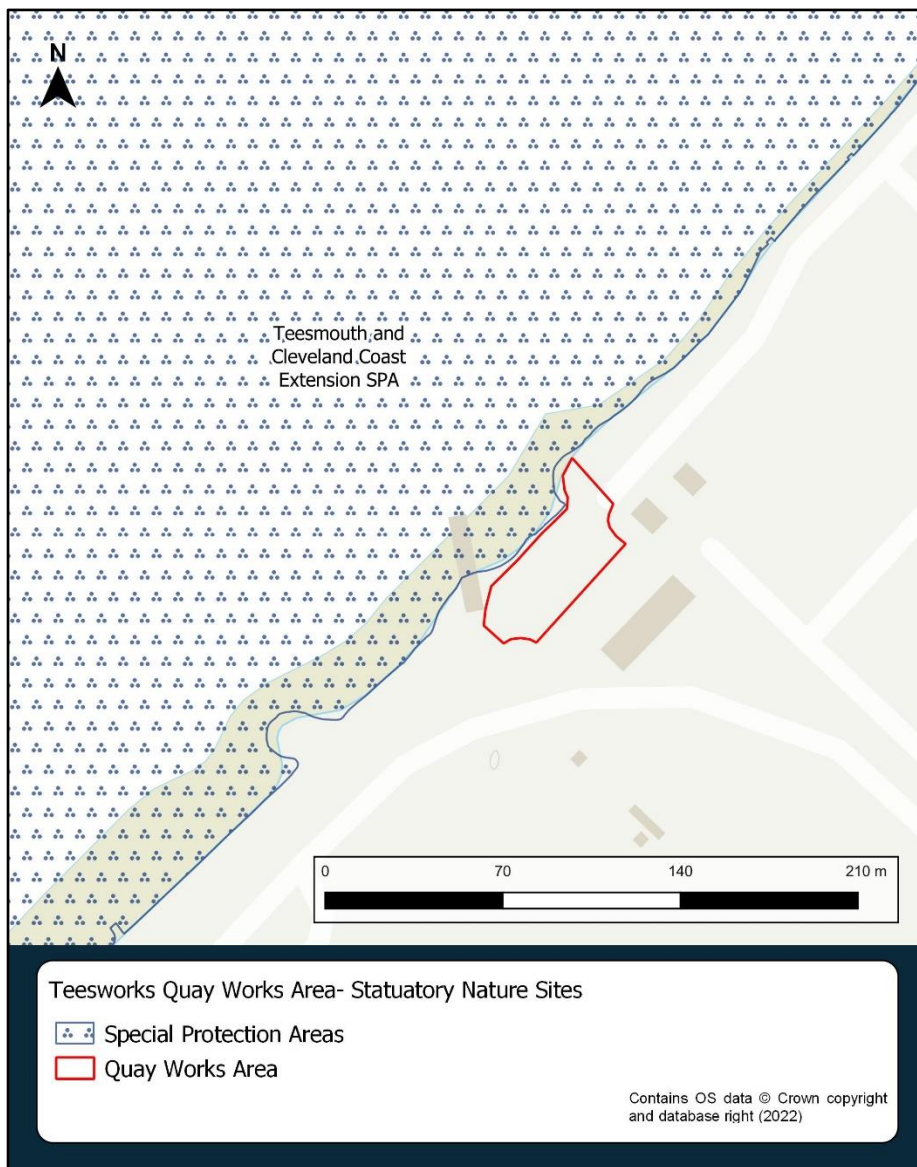 N
Teesmouth and
Cleveland Coast
Extension SPA
0 70 140 210 m
Teesworks Quay Works Area- Statuatory Nature Sites
Special Protection Areas
Quay Works Area
Contains OS data © Crown copyright
and database right (2022)